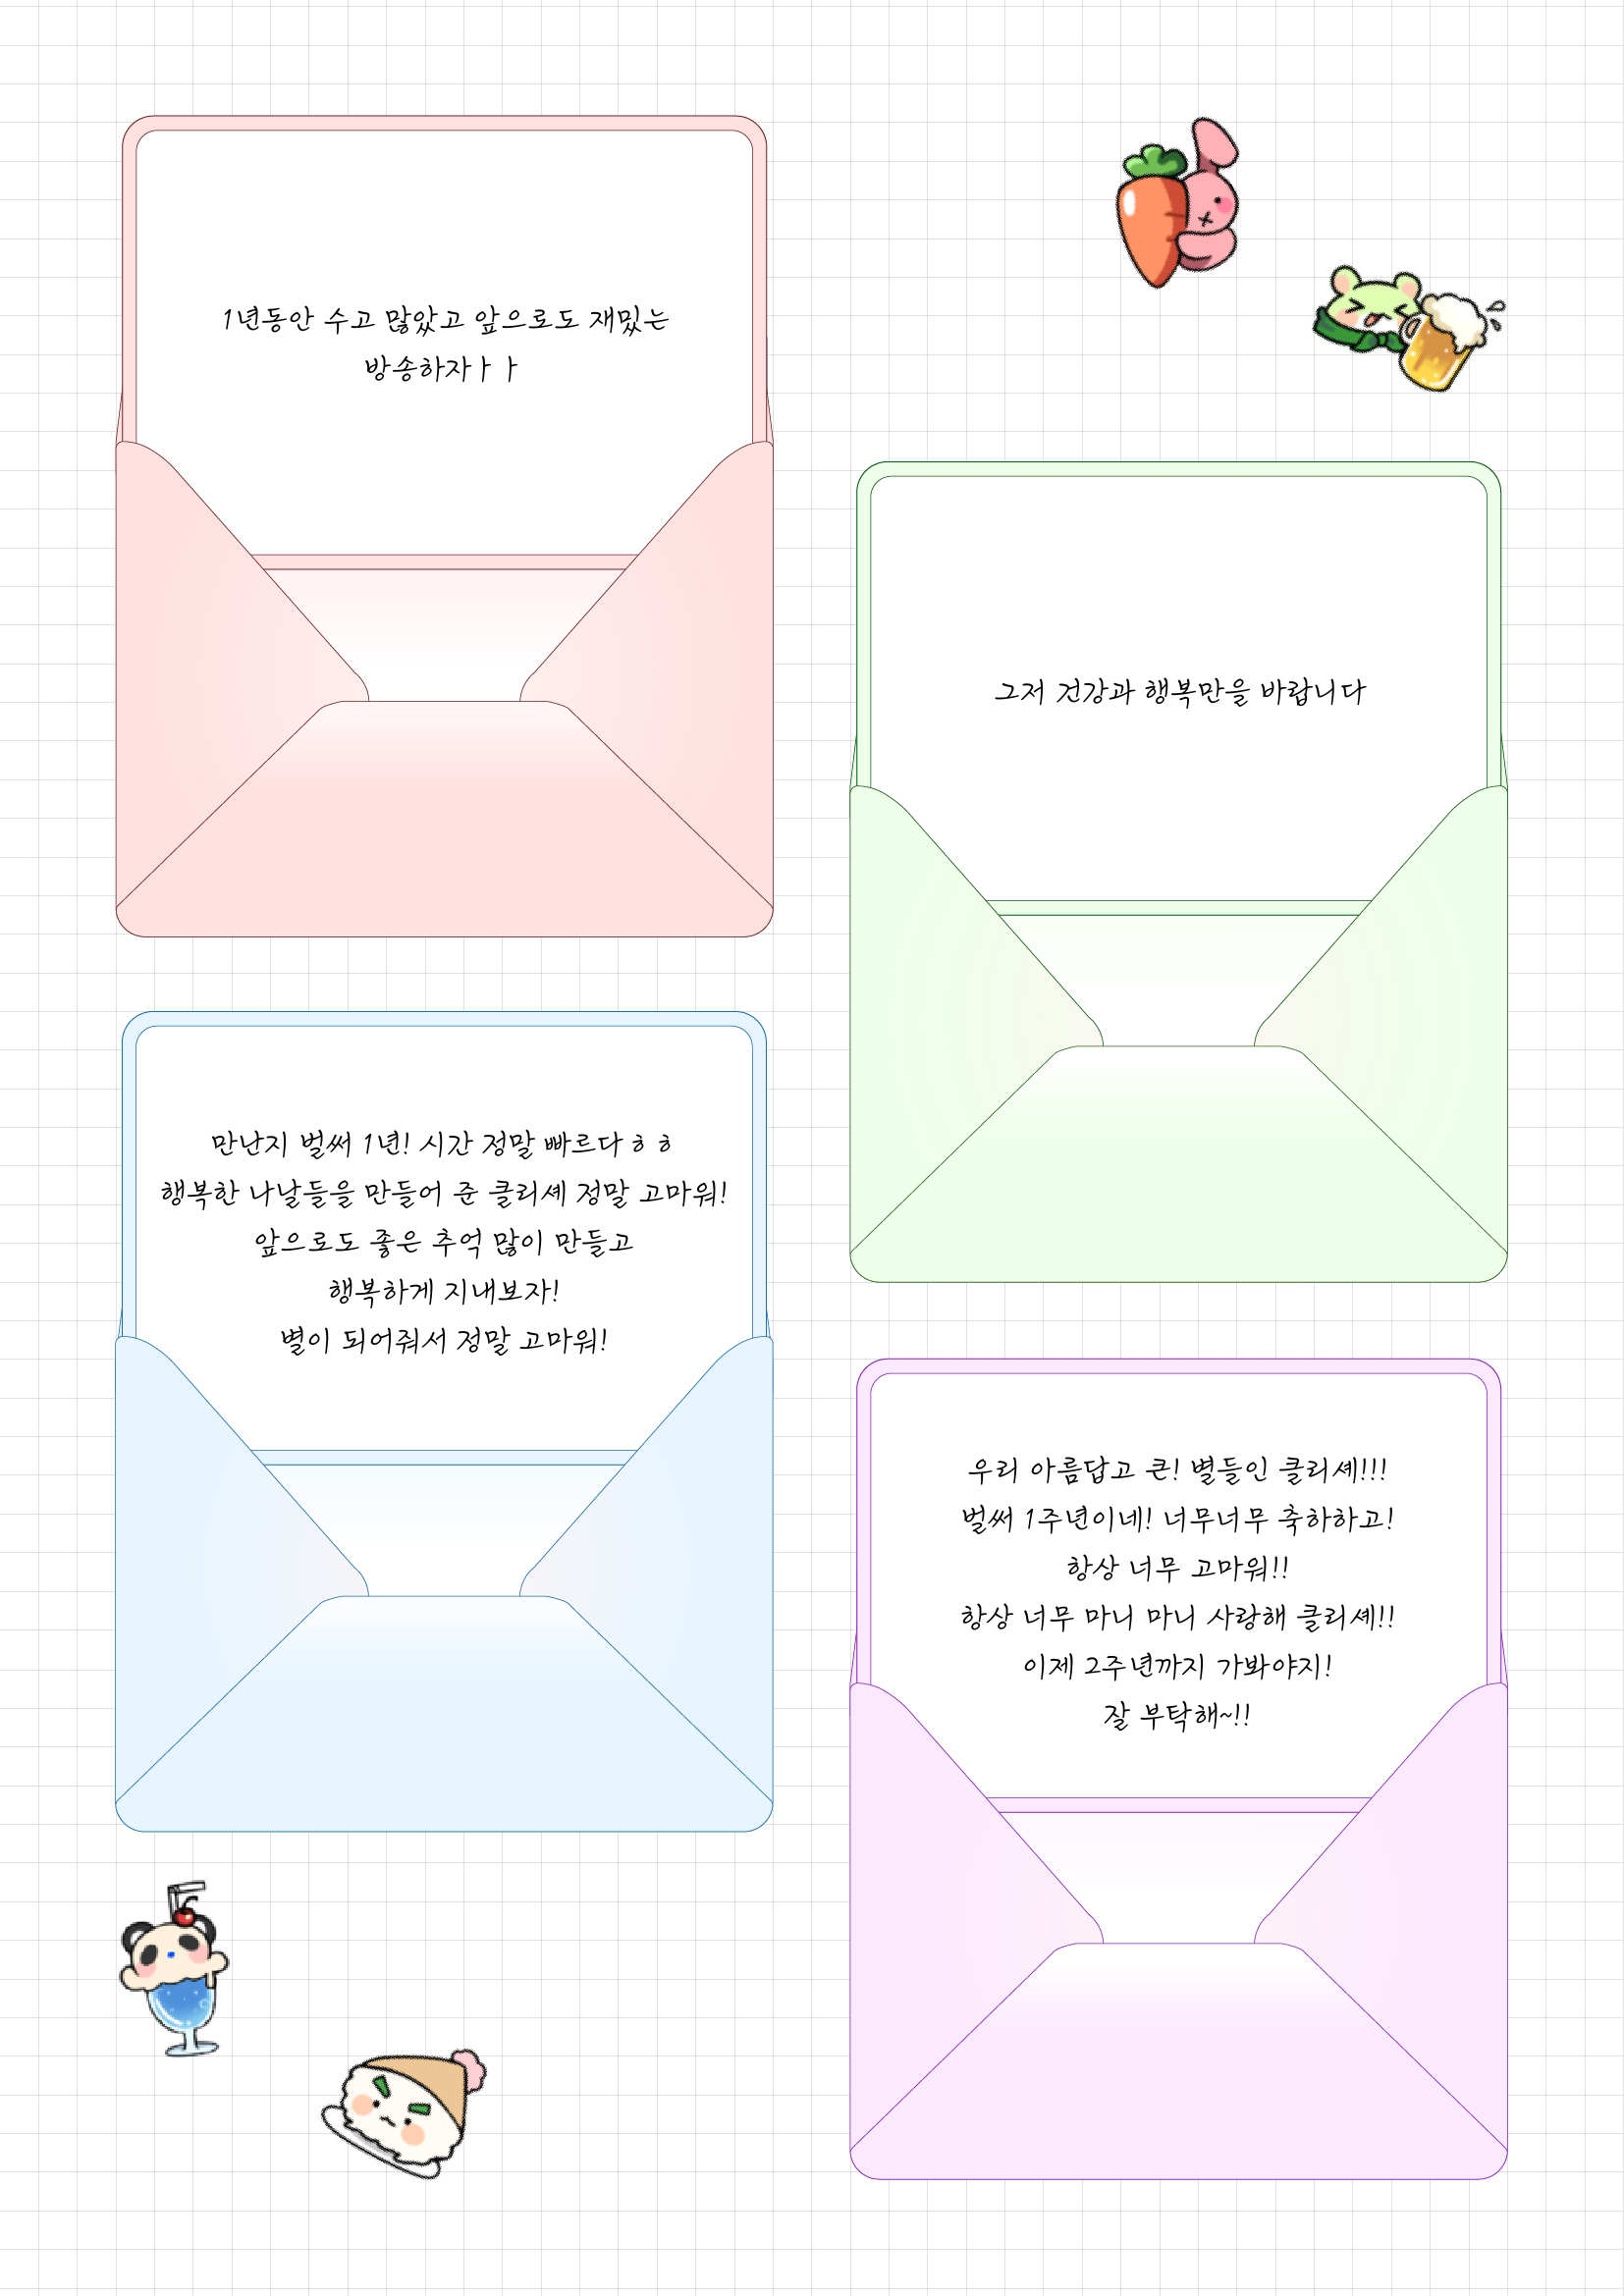 1년동안 수고 많았고 앞으로도 재밌는
방송하자ㅏㅏ
그저 건강과 행복만을 바랍니다
만난지 벌써 1년! 시간 정말 빠르다ㅎㅎ
행복한 나날들을 만들어 준 클리셰 정말 고마워!
앞으로도 좋은 추억 많이 만들고
행복하게 지내보자!
별이 되어줘서 정말 고마워!
우리 아름답고 큰! 별들인 클리셰!!!
벌써 1주년이네! 너무너무 축하하고!
항상 너무 고마워!!
항상 너무 마니 마니 사랑해 클리셰!!
이제 2주년까지 가봐야지!
잘 부탁해~!!